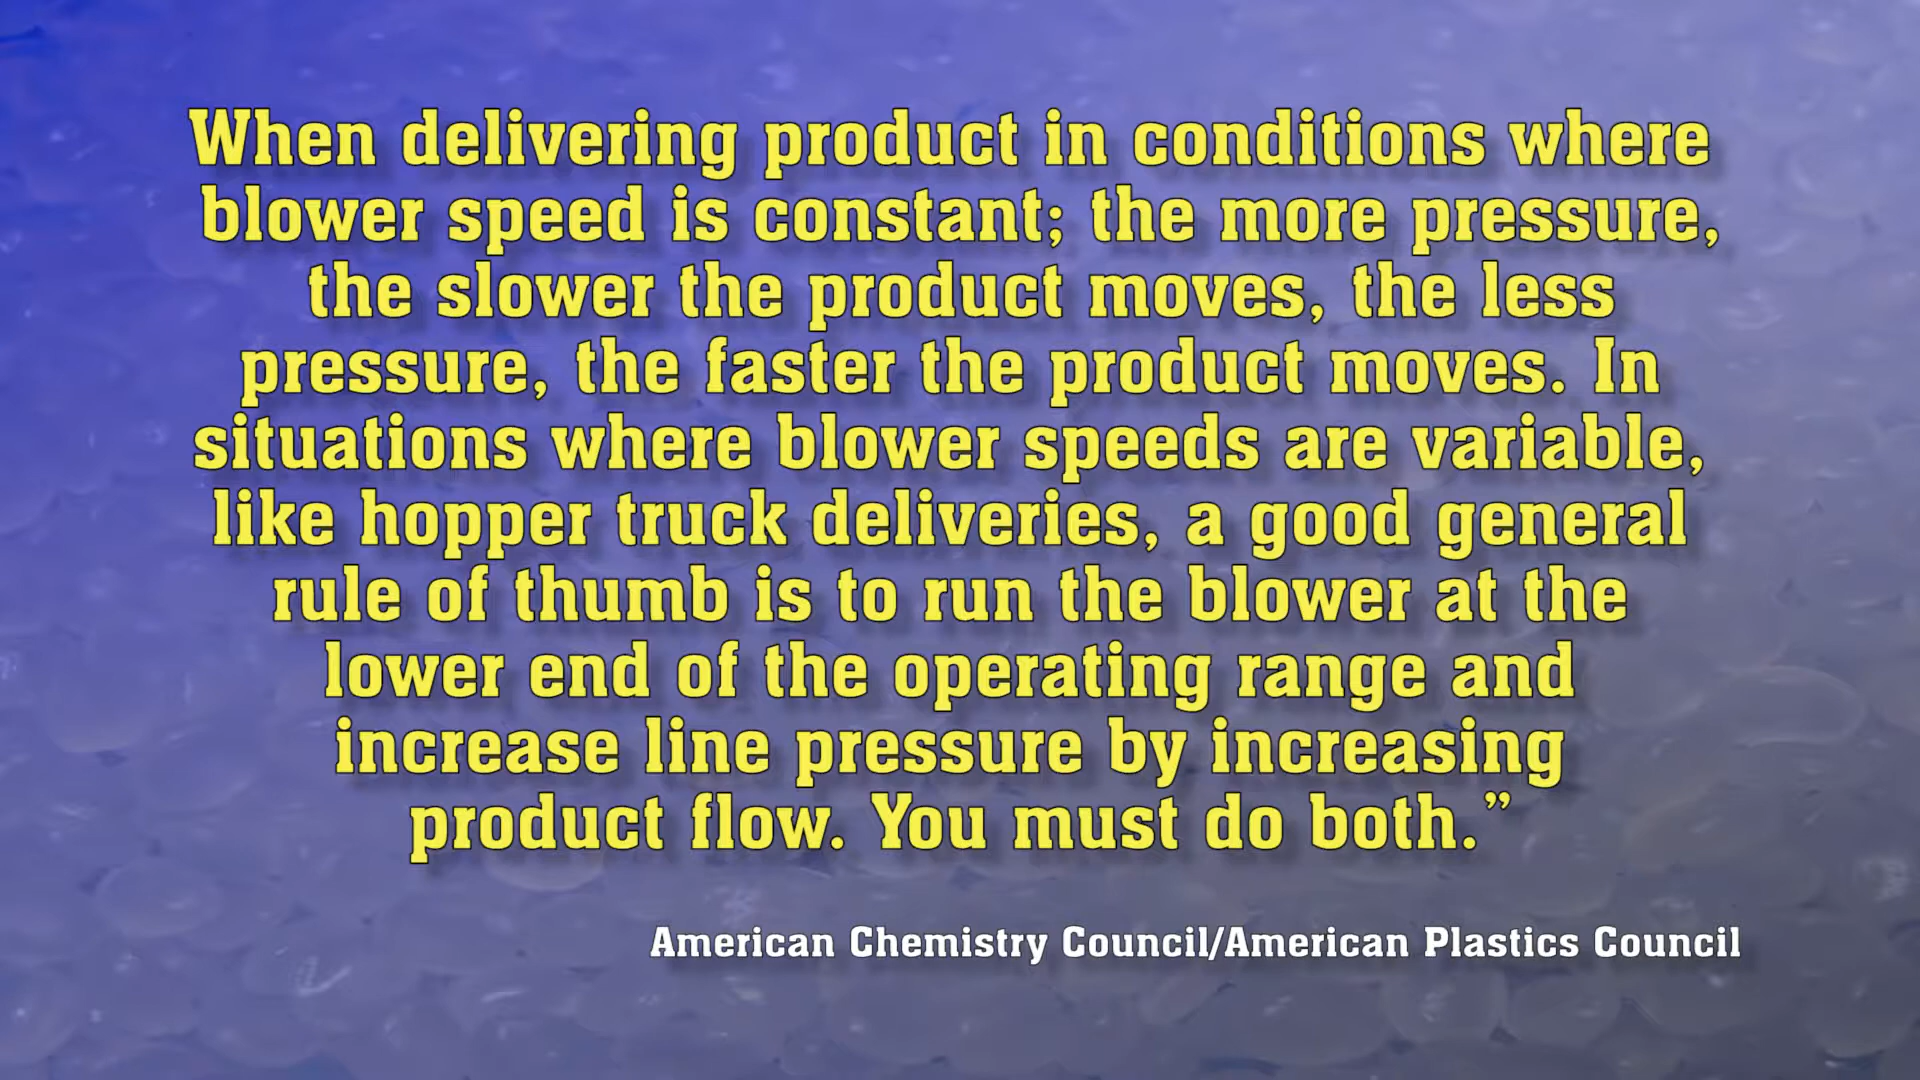 When delivering product in conditions where
blower speed is constant; the more pressure,
the slower the product moves, the less
pressure, the faster the product moves. In
situations where blower speeds are variable,
like hopper truck deliveries, a good general
rule of thumb is to run the blower at the
lower end of the operating range and
increase line pressure by increasing
product flow. You must do both.”
American Chemistry Council/American Plastics Council